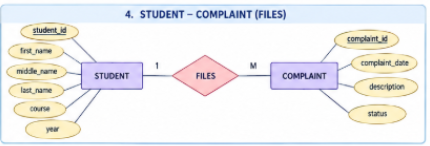 4. STUDENT – COMPLAINT (FILES)
student_id
first_name
middle_name
last_name
course
year
STUDENT
1
FILES
M
COMPLAINT
complaint_id
complaint_date
description
status